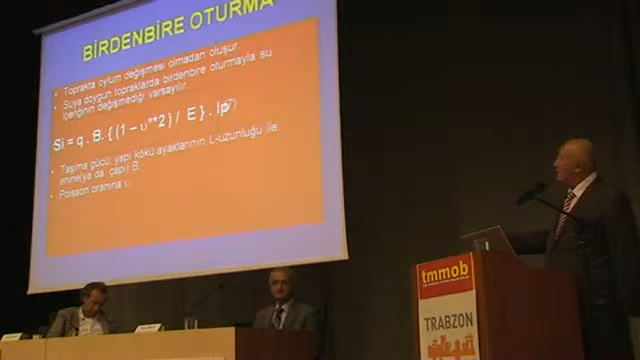 BİRDENBİRE OTURMA
• Toprakta oylum değişmesi olmadan oluşur.
• Suya doygun topraklarda birdenbire oturmayla su
içeriğinin değişmediği varsayılır.
Si = q . B. { (1 – υ**2) / E } . Ip
• Taşıma gücü; yapı kökü ayaklarının L-uzunluğu ile
enine(ya da çapı) B,
• Poisson oranına
tmmob
TRABZON